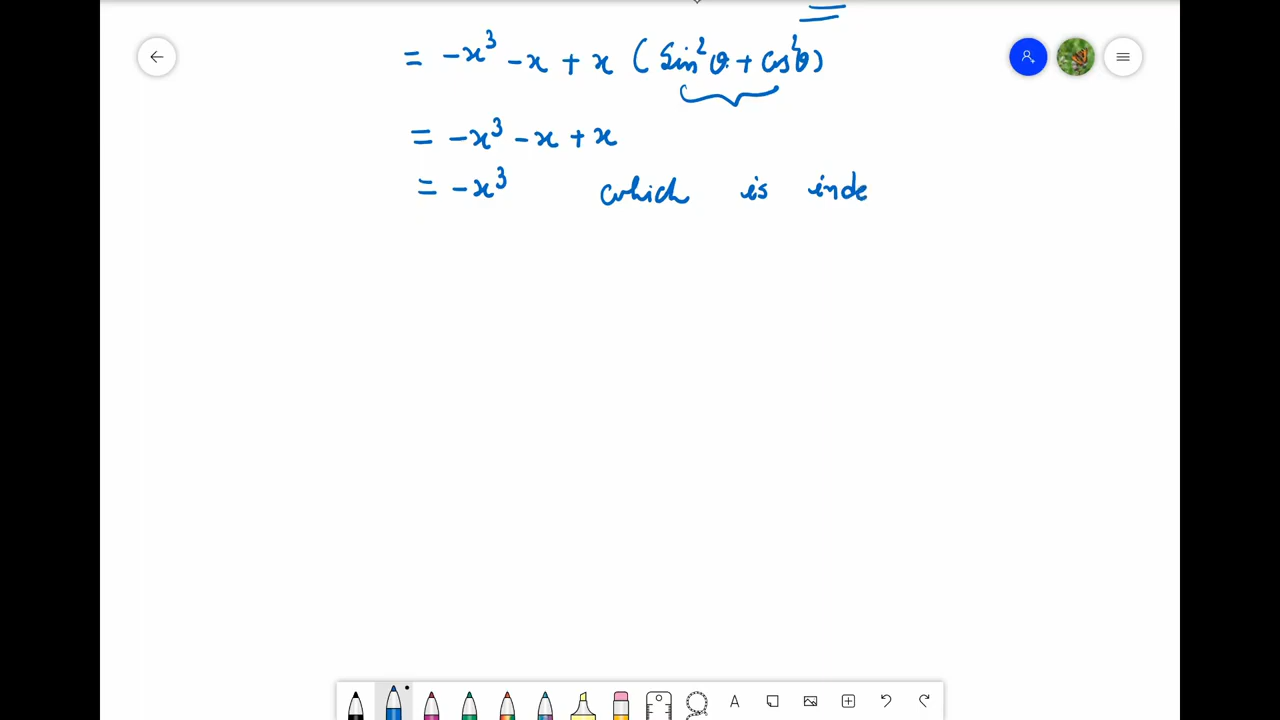 = -x³ - x + x (Sin²θ + Cos²θ)
= -x³ - x + x
= -x³ which is inde
A